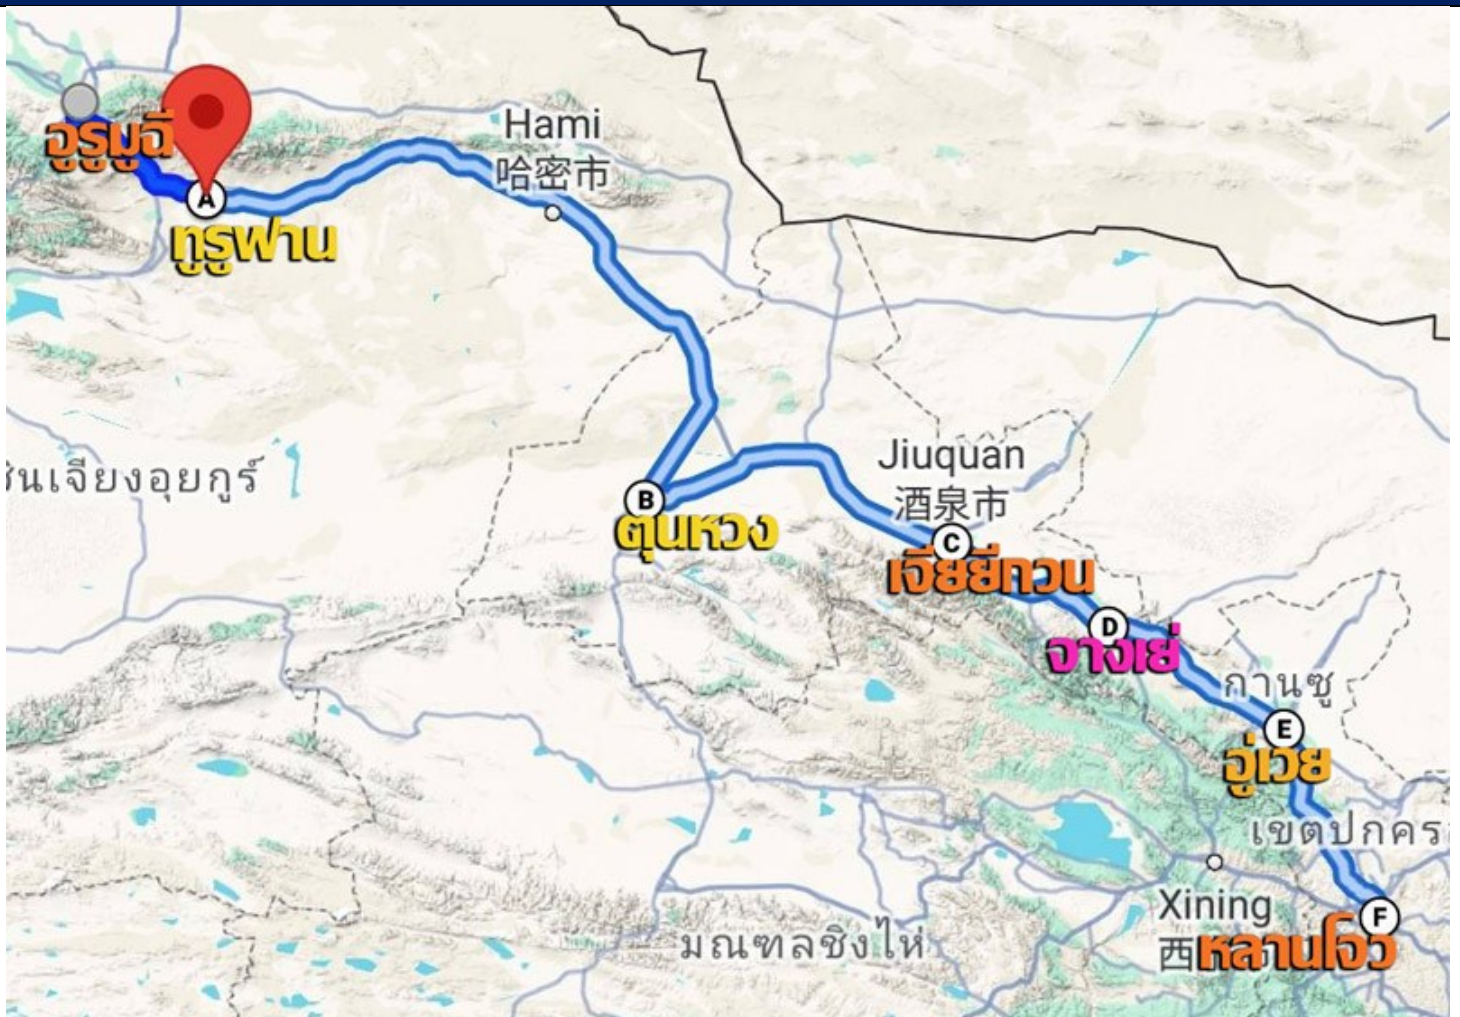 Hami
哈密市
อูรูมูฉี
A
ทูรูฟาน
ซินเจียงอุยกูร์
Jiuquan
酒泉市
B
ตุนหวง
C
เจียยีกวน
D
จางเย่
กานซู
E
อู่เวย
เขตปกคร
Xining
西
F
หลานโจว
มณฑลชิงไห่